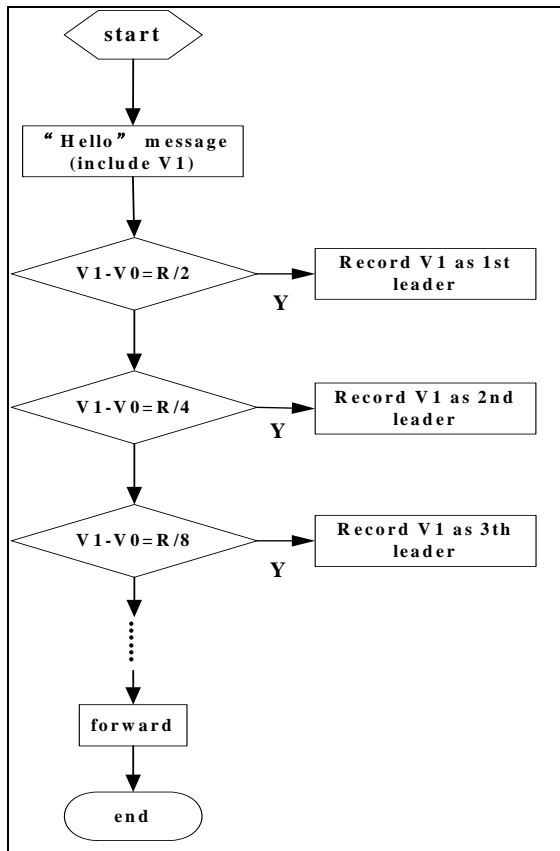 start
“Hello” message
(include V1)
V1-V0=R/2
Y
Record V1 as 1st
leader
V1-V0=R/4
Y
Record V1 as 2nd
leader
V1-V0=R/8
Y
Record V1 as 3th
leader
......
forward
end